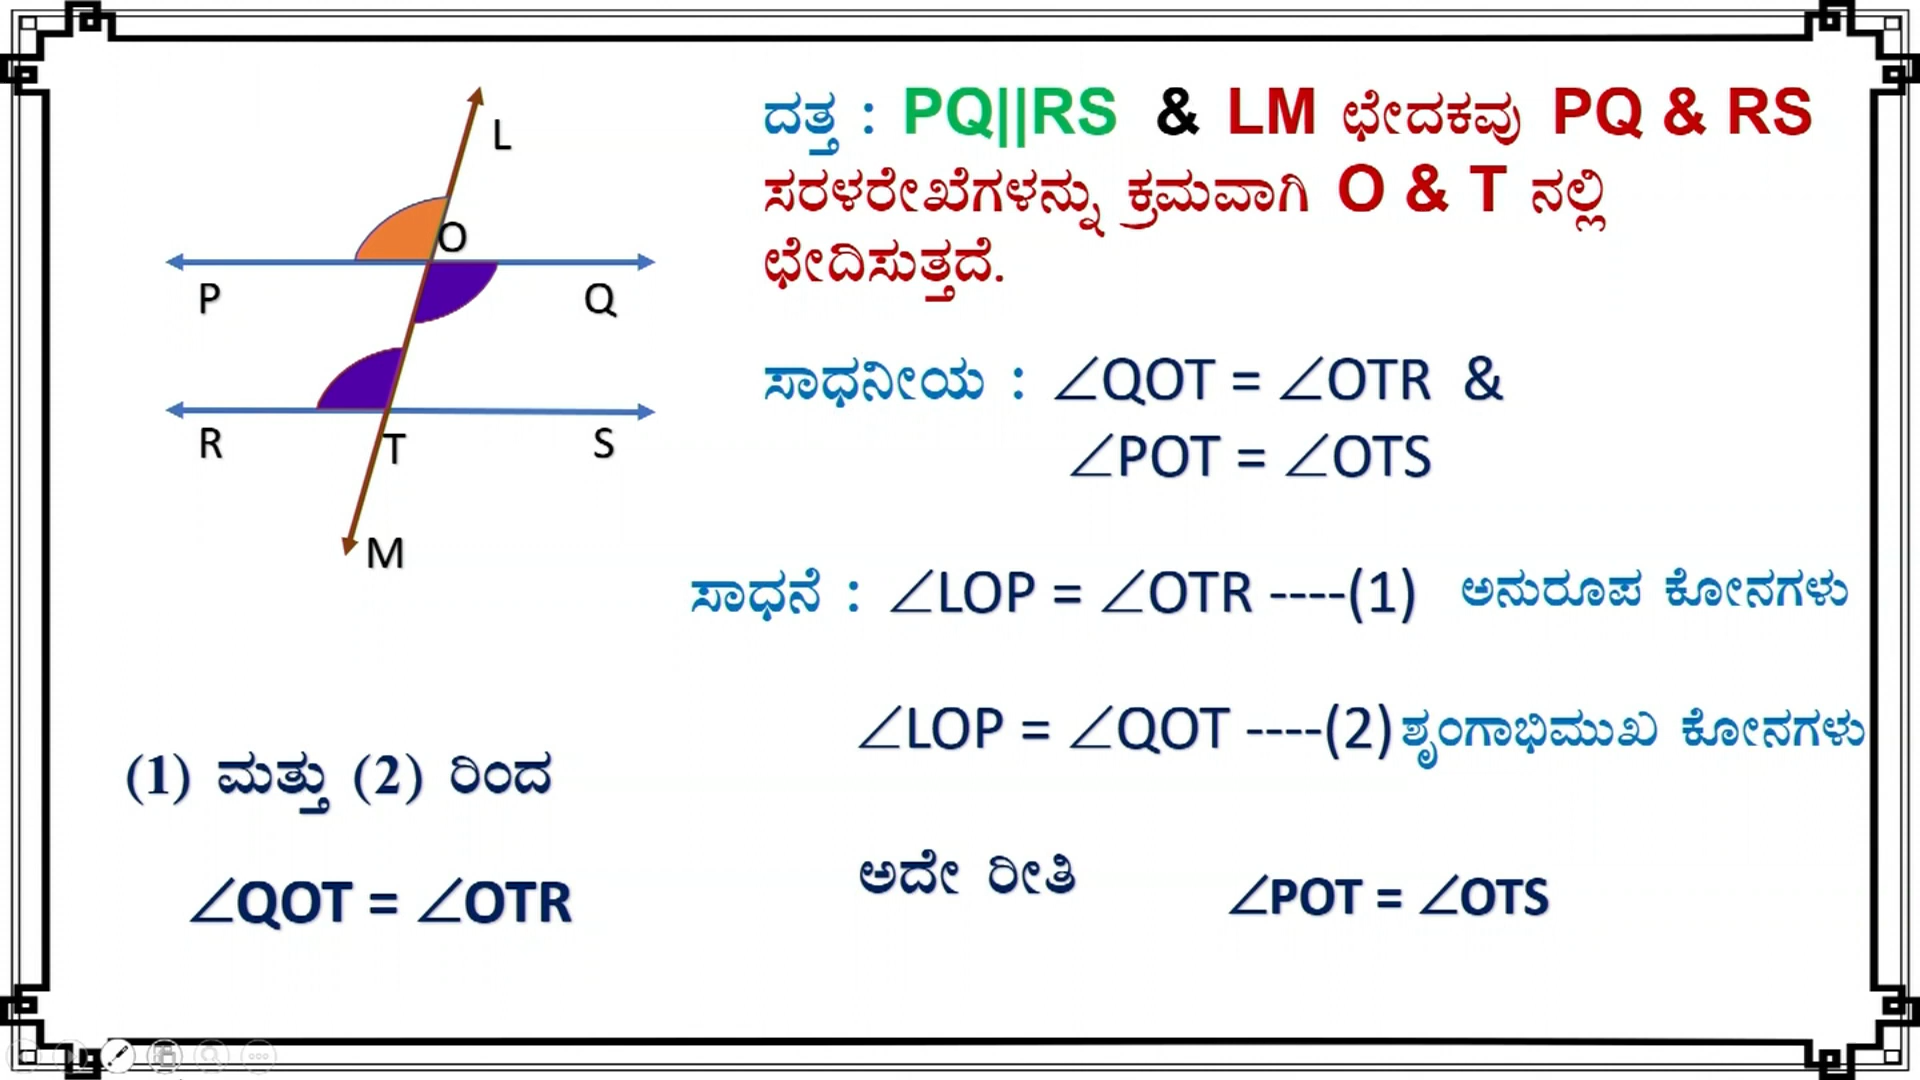 L
O
P
Q
R
T
S
M
ದತ್ತ : PQ||RS & LM ಛೇದಕವು PQ & RS
ಸರಳರೇಖೆಗಳನ್ನು ಕ್ರಮವಾಗಿ O & T ನಲ್ಲಿ
ಛೇದಿಸುತ್ತದೆ.
ಸಾಧನೀಯ : ∠QOT = ∠OTR &
∠POT = ∠OTS
ಸಾಧನೆ : ∠LOP = ∠OTR ----(1) ಅನುರೂಪ ಕೋನಗಳು
∠LOP = ∠QOT ----(2) ಶೃಂಗಾಭಿಮುಖ ಕೋನಗಳು
(1) ಮತ್ತು (2) ರಿಂದ
∠QOT = ∠OTR
ಅದೇ ರೀತಿ ∠POT = ∠OTS